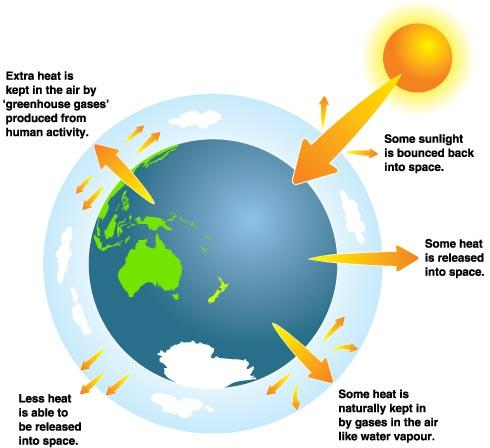 Extra heat is
kept in the air by
‘greenhouse gases’
produced from
human activity.
Some sunlight
is bounced back
into space.
Some heat
is released
into space.
Some heat is
naturally kept in
by gases in the air
like water vapour.
Less heat
is able to
be released
into space.